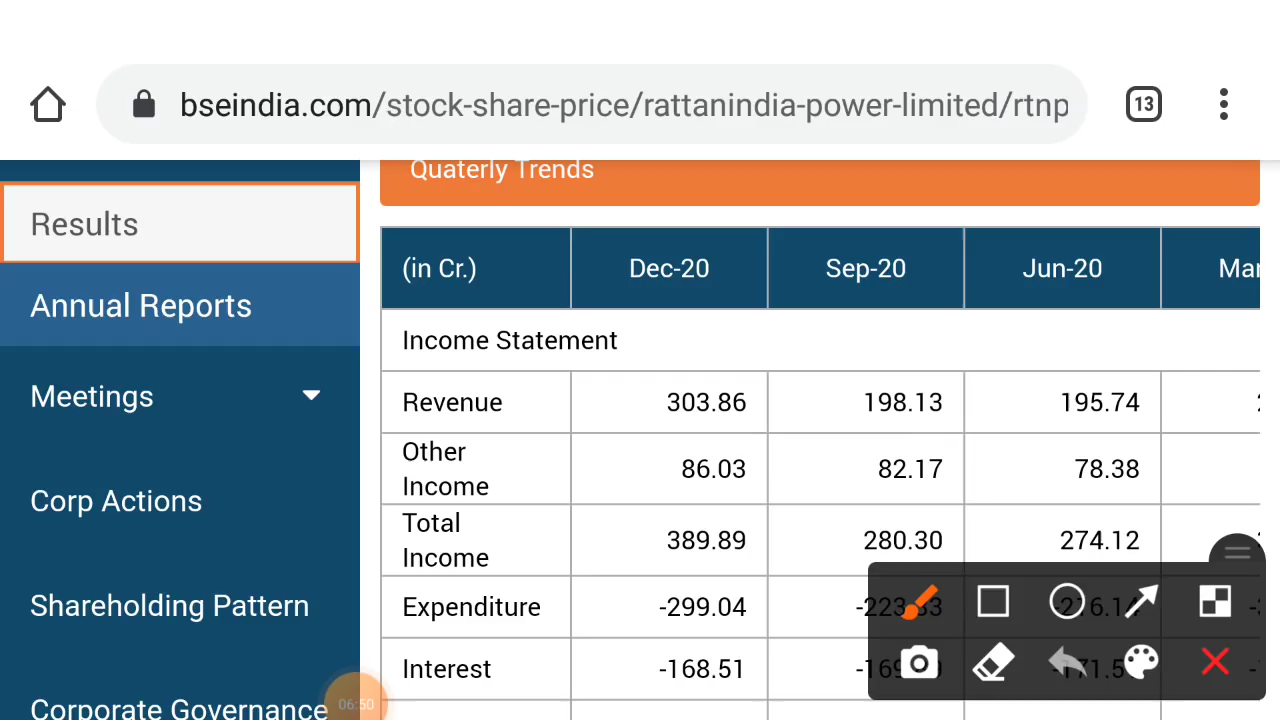 bseindia.com/stock-share-price/rattanindia-power-limited/rtnp
13
Quaterly Trends
Results
Annual Reports
Meetings
Corp Actions
Shareholding Pattern
Corporate Governance
(in Cr.) Dec-20 Sep-20 Jun-20
Income Statement
Revenue 303.86 198.13 195.74
Other Income 86.03 82.17 78.38
Total Income 389.89 280.30 274.12
Expenditure -299.04
Interest -168.51
06:50